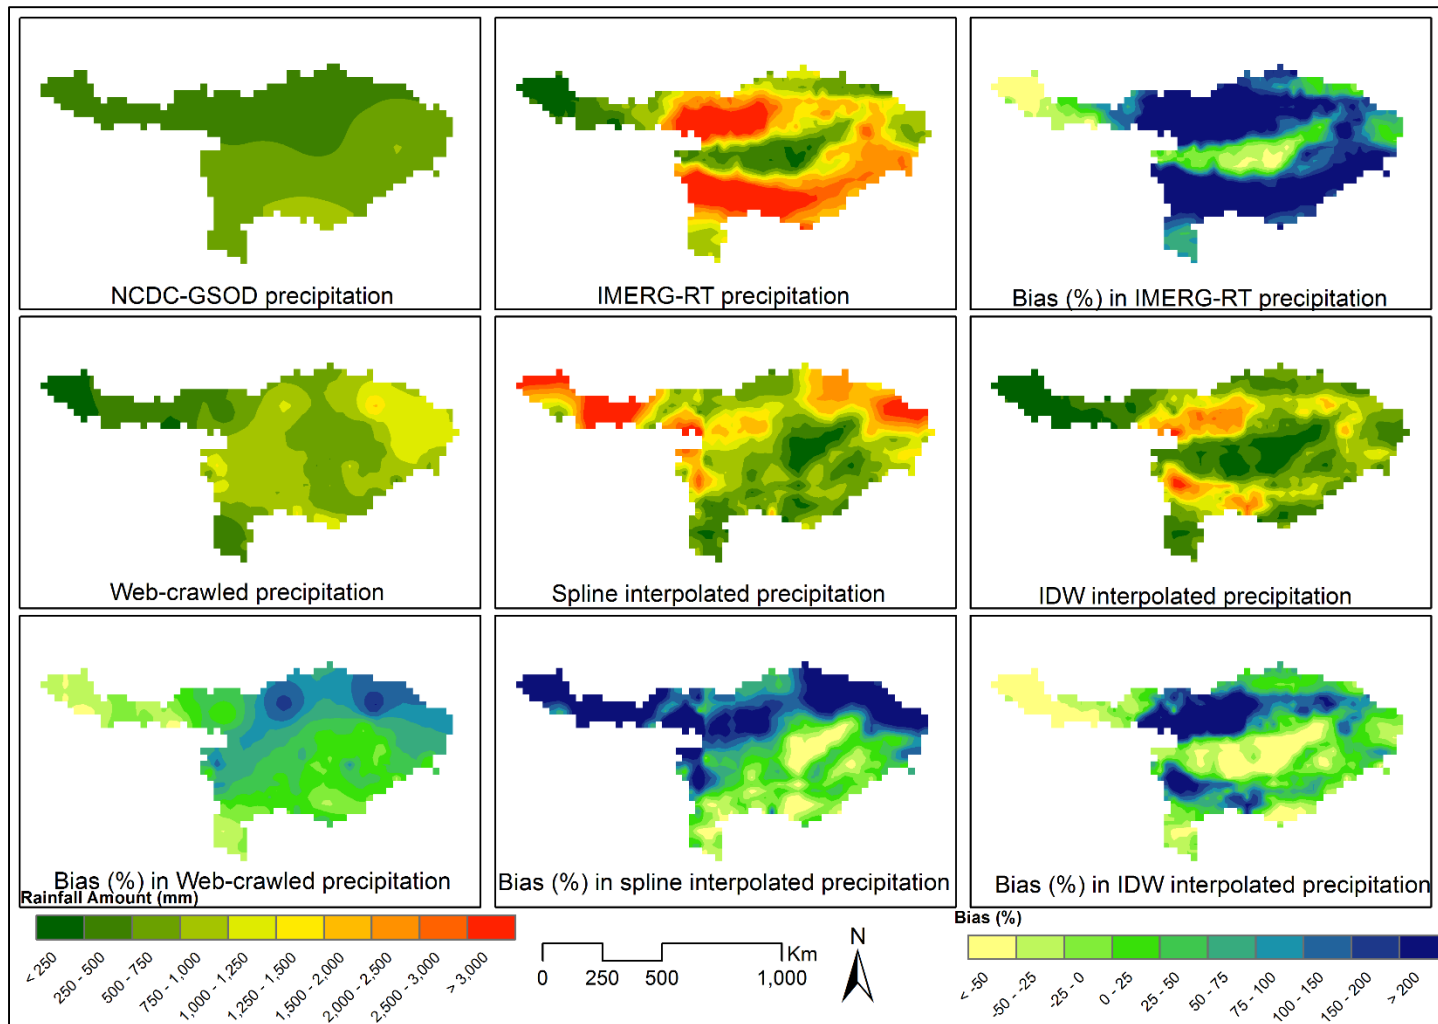 NCDC-GSOD precipitation
IMERG-RT precipitation
Bias (%) in IMERG-RT precipitation
Web-crawled precipitation
Spline interpolated precipitation
IDW interpolated precipitation
Bias (%) in Web-crawled precipitation
Bias (%) in spline interpolated precipitation
Bias (%) in IDW interpolated precipitation
Rainfall Amount (mm)
< 250
250 - 500
500 - 750
750 - 1,000
1,000 - 1,250
1,250 - 1,500
1,500 - 2,000
2,000 - 2,500
2,500 - 3,000
> 3,000
Km
0 250 500 1,000
N
Bias (%)
< -50
-50 - -25
-25 - 0
0 - 25
25 - 50
50 - 75
75 - 100
100 - 150
150 - 200
> 200